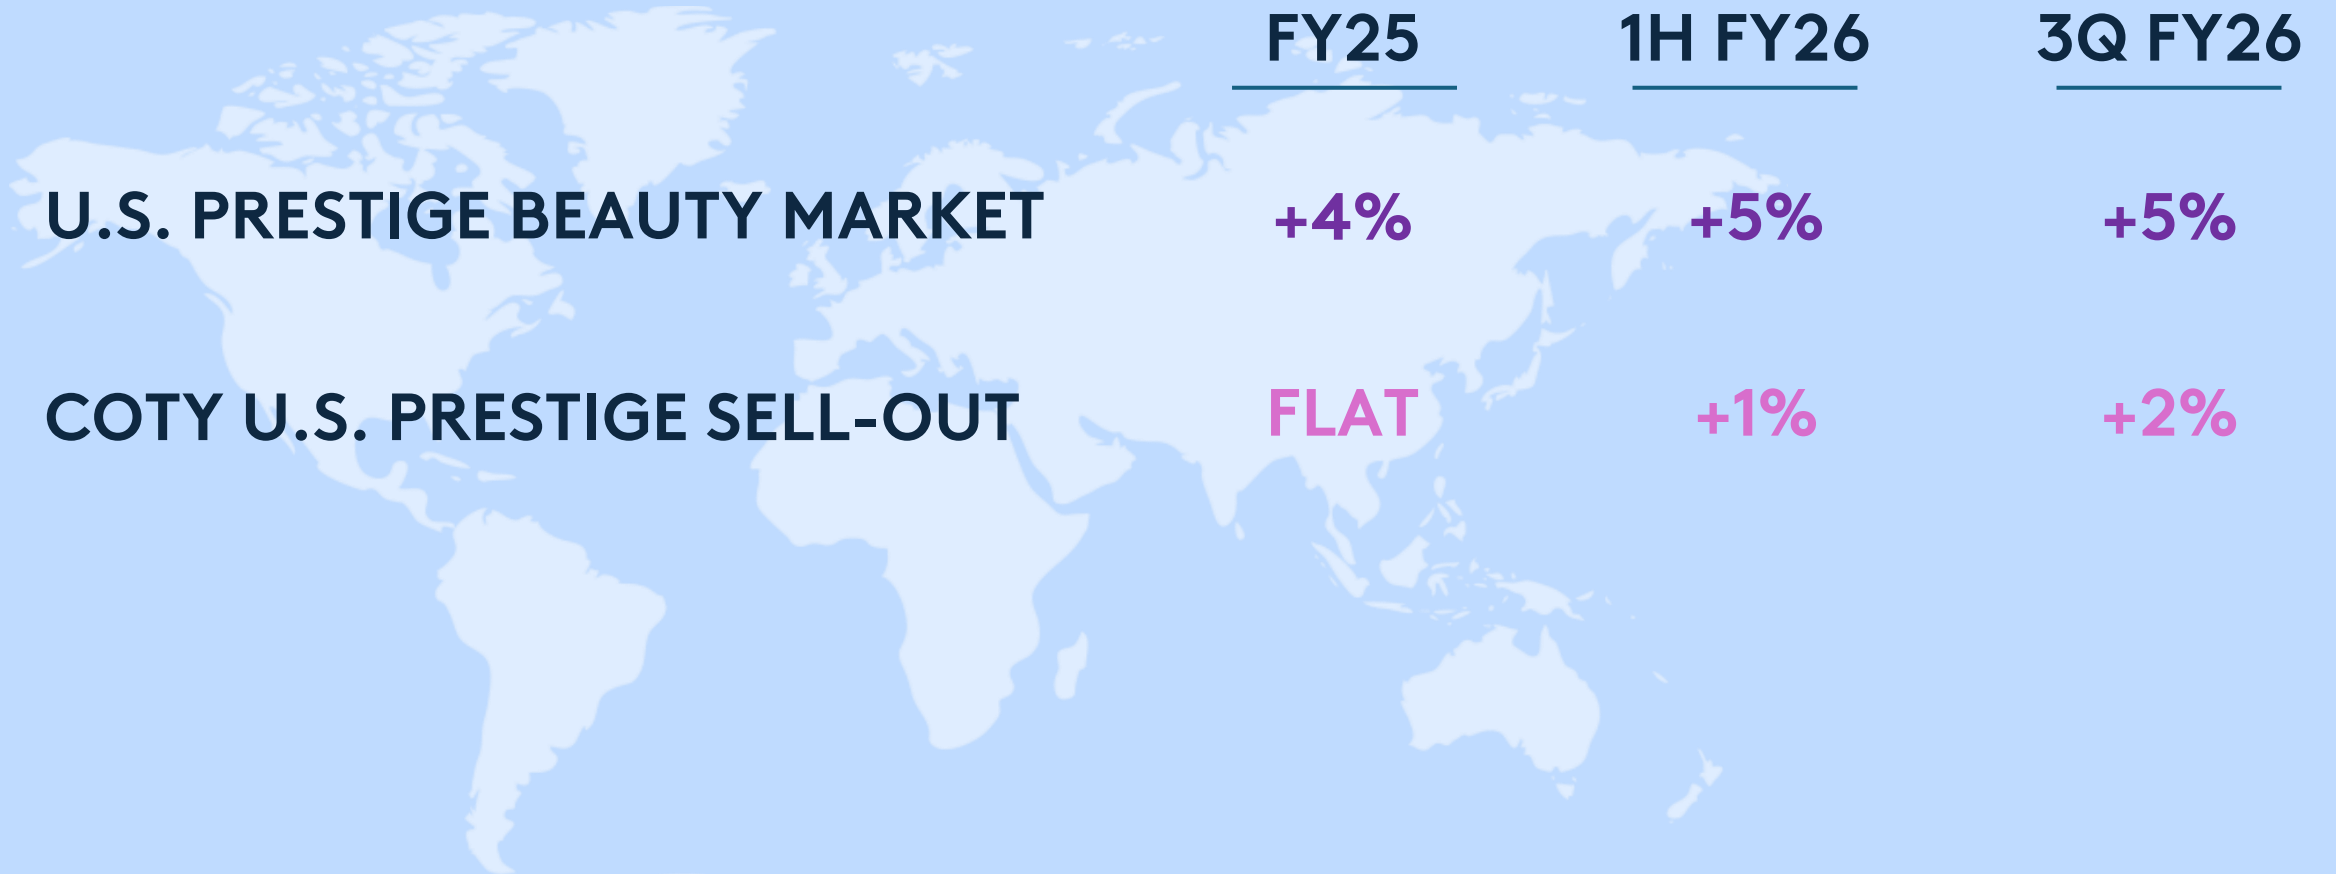 FY25 1H FY26 3Q FY26
U.S. PRESTIGE BEAUTY MARKET +4% +5% +5%
COTY U.S. PRESTIGE SELL-OUT FLAT +1% +2%